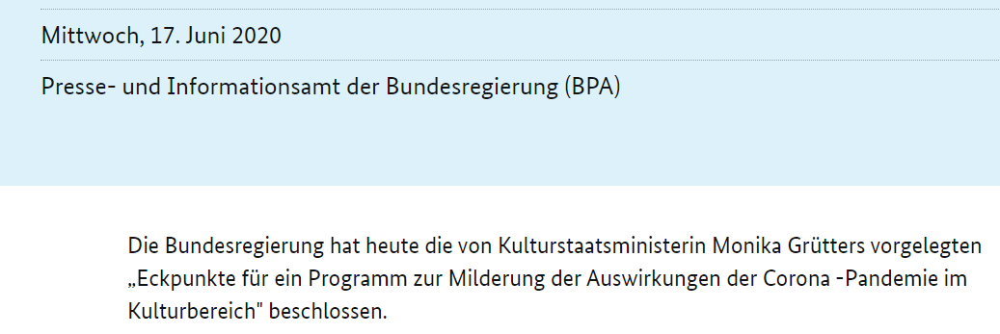 Mittwoch, 17. Juni 2020
Presse- und Informationsamt der Bundesregierung (BPA)
Die Bundesregierung hat heute die von Kulturstaatsministerin Monika Grütters vorgelegten
„Eckpunkte für ein Programm zur Milderung der Auswirkungen der Corona -Pandemie im
Kulturbereich" beschlossen.